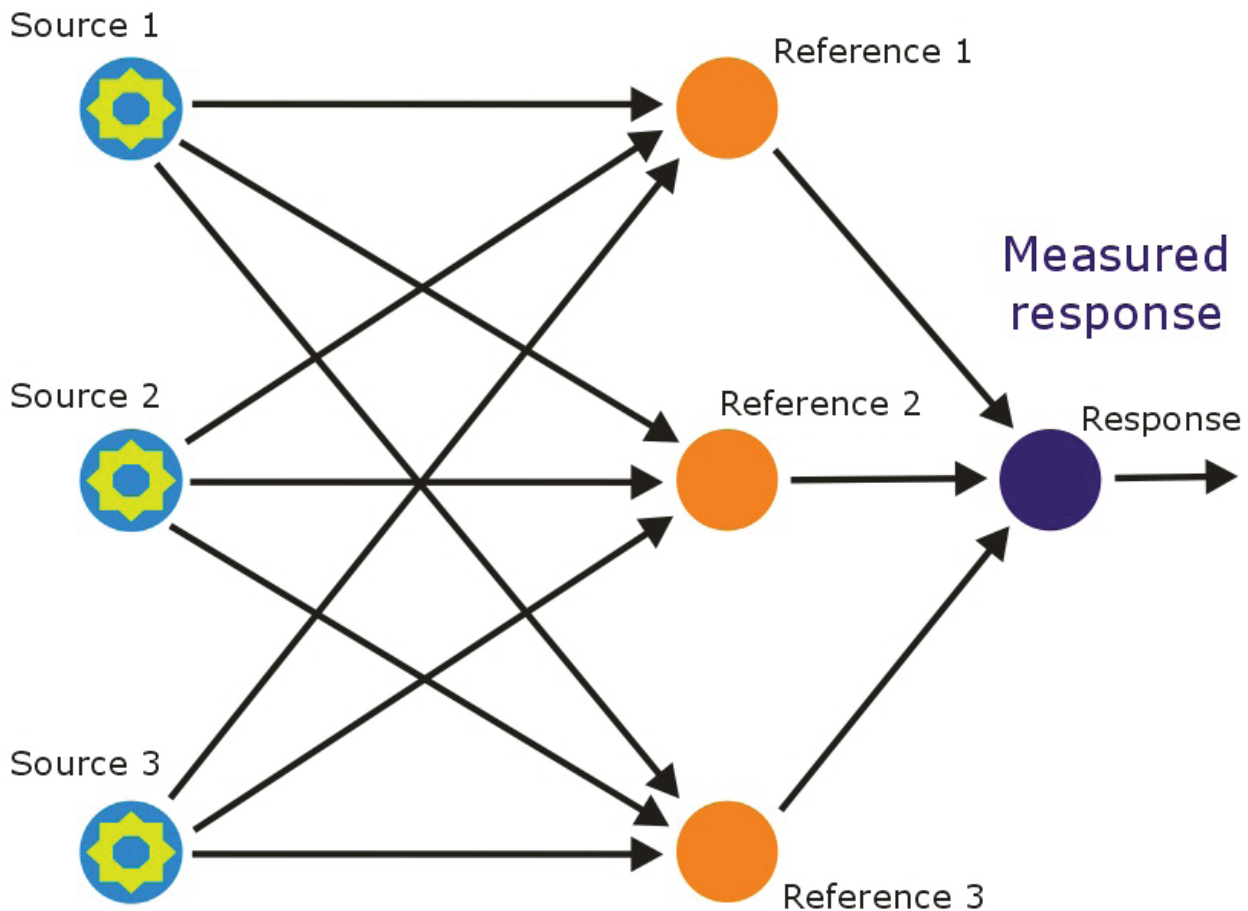 Source 1
Reference 1
Measured
response
Source 2
Reference 2
Response
Source 3
Reference 3